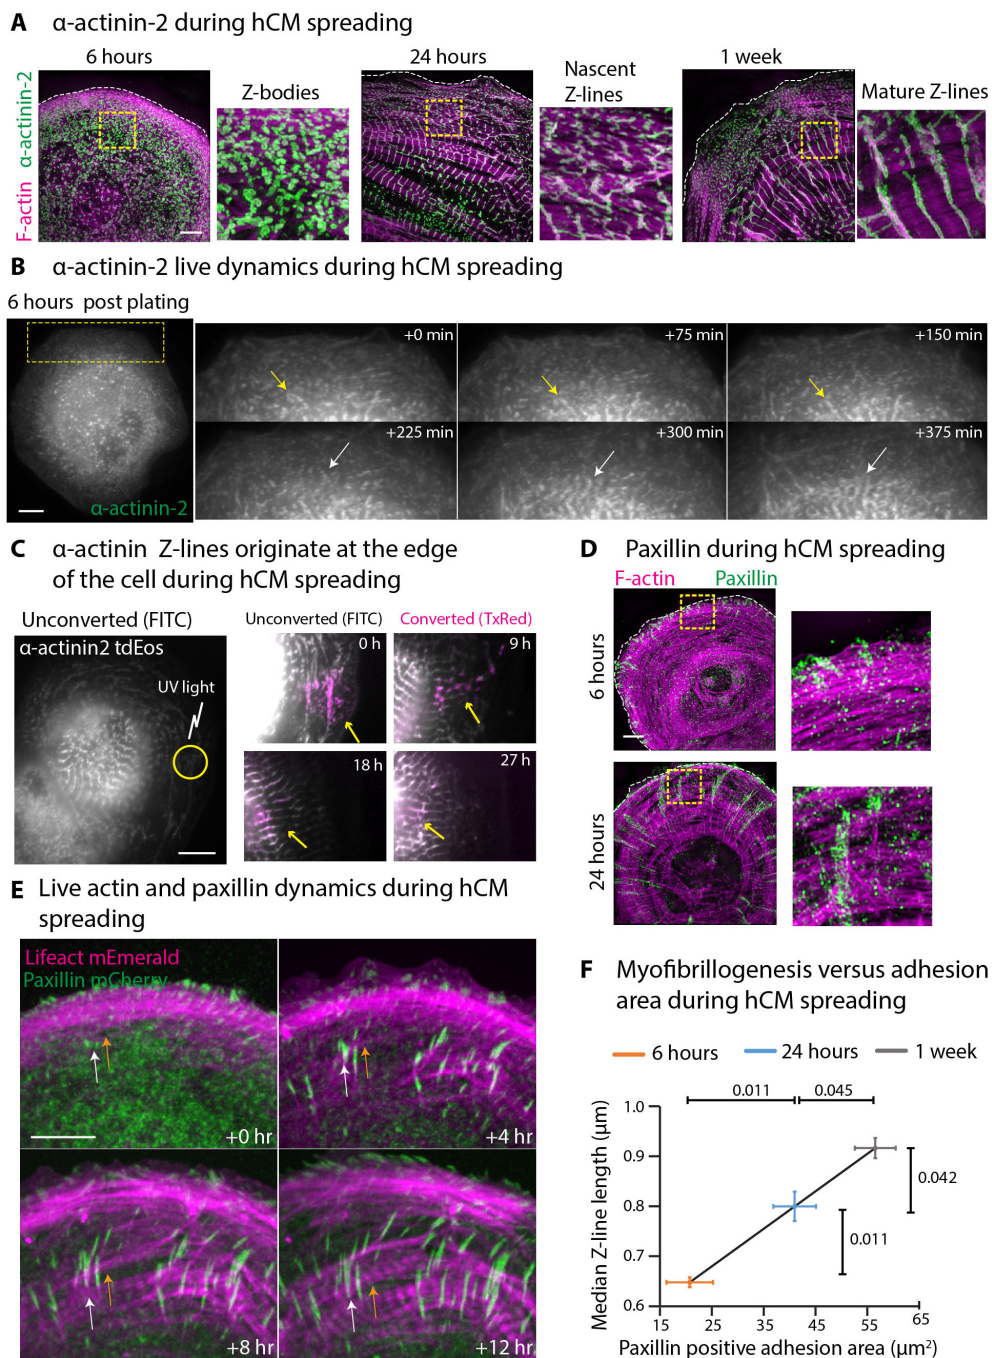 A α-actinin-2 during hCM spreading
6 hours
24 hours
1 week
F-actin α-actinin-2
Z-bodies
Nascent
Z-lines
Mature Z-lines
B α-actinin-2 live dynamics during hCM spreading
6 hours post plating
+0 min
+75 min
+150 min
+225 min
+300 min
+375 min
α-actinin-2
C α-actinin Z-lines originate at the edge
of the cell during hCM spreading
Unconverted (FITC)
α-actinin2 tdEos
UV light
Unconverted (FITC)
Converted (TxRed)
0 h
9 h
18 h
27 h
D Paxillin during hCM spreading
F-actin Paxillin
6 hours
24 hours
E Live actin and paxillin dynamics during hCM
spreading
Lifeact mEmerald
Paxillin mCherry
+0 hr
+4 hr
+8 hr
+12 hr
F Myofibrillogenesis versus adhesion
area during hCM spreading
6 hours 24 hours 1 week
0.011 0.045
1.0
0.9
0.8
0.7
0.6
Median Z-line length (μm)
0.042
0.011
15 25 35 45 55 65
Paxillin positive adhesion area (μm²)